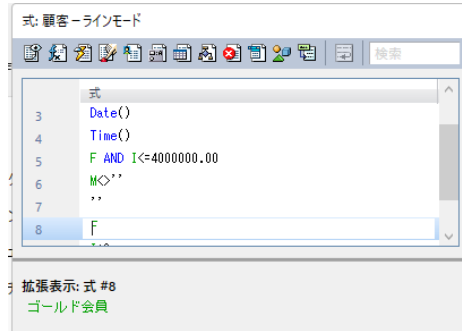 式: 顧客－ラインモード
検索
式
3 Date()
4 Time()
5 F AND I<=4000000.00
6 M<>''
7 ''
8 F
拡張表示: 式 #8
ゴールド会員